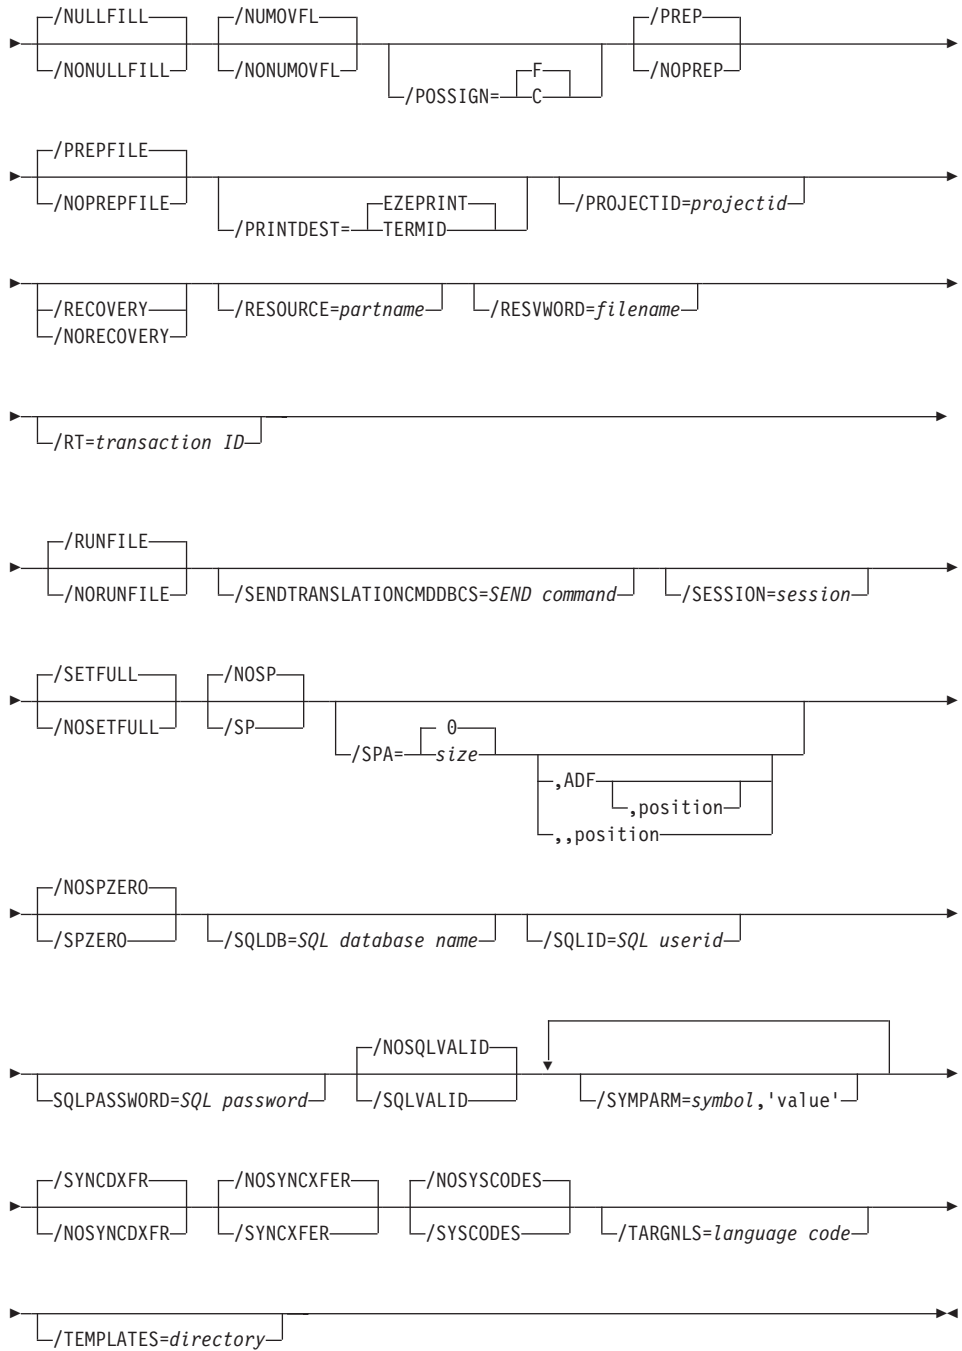 /NULLFILL /NUMOVFL /PREP
/NONULLFILL /NONUMOVFL F /NOPREP
/POSSIGN= C
/PREPFILE
/NOPREPFILE EZEPRINT /PROJECTID=projectid
/PRINTDEST= TERMID
/RECOVERY /RESOURCE=partname /RESVWORD=filename
/NORECOVERY
/RT=transaction ID
/RUNFILE
/NORUNFILE /SENDTRANSLATIONCMDDBCS=SEND command /SESSION=session
/SETFULL /NOSP
/NOSETFULL /SP 0
/SPA= size
,ADF
,position
,,position
/NOSPZERO
/SPZERO /SQLDB=SQL database name /SQLID=SQL userid
/NOSQLVALID
SQLPASSWORD=SQL password /SQLVALID /SYMPARM=symbol,'value'
/SYNCDXFR /NOSYNCXFER /NOSYSCODES
/NOSYNCDXFR /SYNCXFER /SYSCODES /TARGNLS=language code
/TEMPLATES=directory